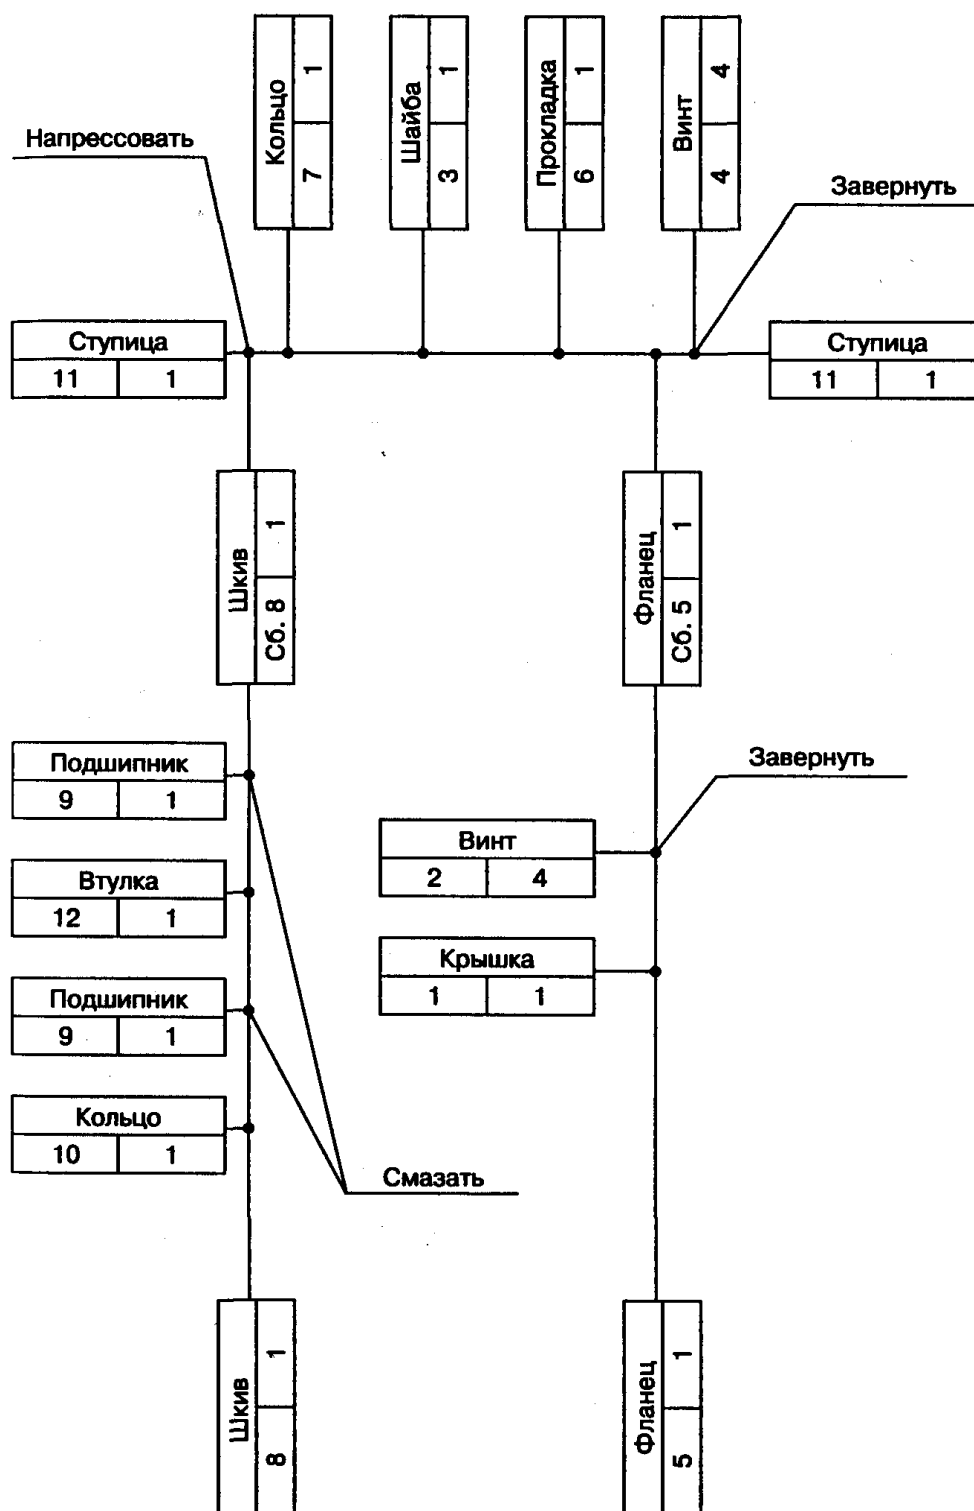 Кольцо 1
7
Шайба 1
3
Прокладка 1
6
Винт 4
4
Напрессовать
Завернуть
Ступица
11 1
Ступица
11 1
Шкив
Сб. 8 1
Фланец
Сб. 5 1
Подшипник
9 1
Завернуть
Винт
2 4
Втулка
12 1
Крышка
1 1
Подшипник
9 1
Кольцо
10 1
Смазать
Шкив
8 1
Фланец
5 1